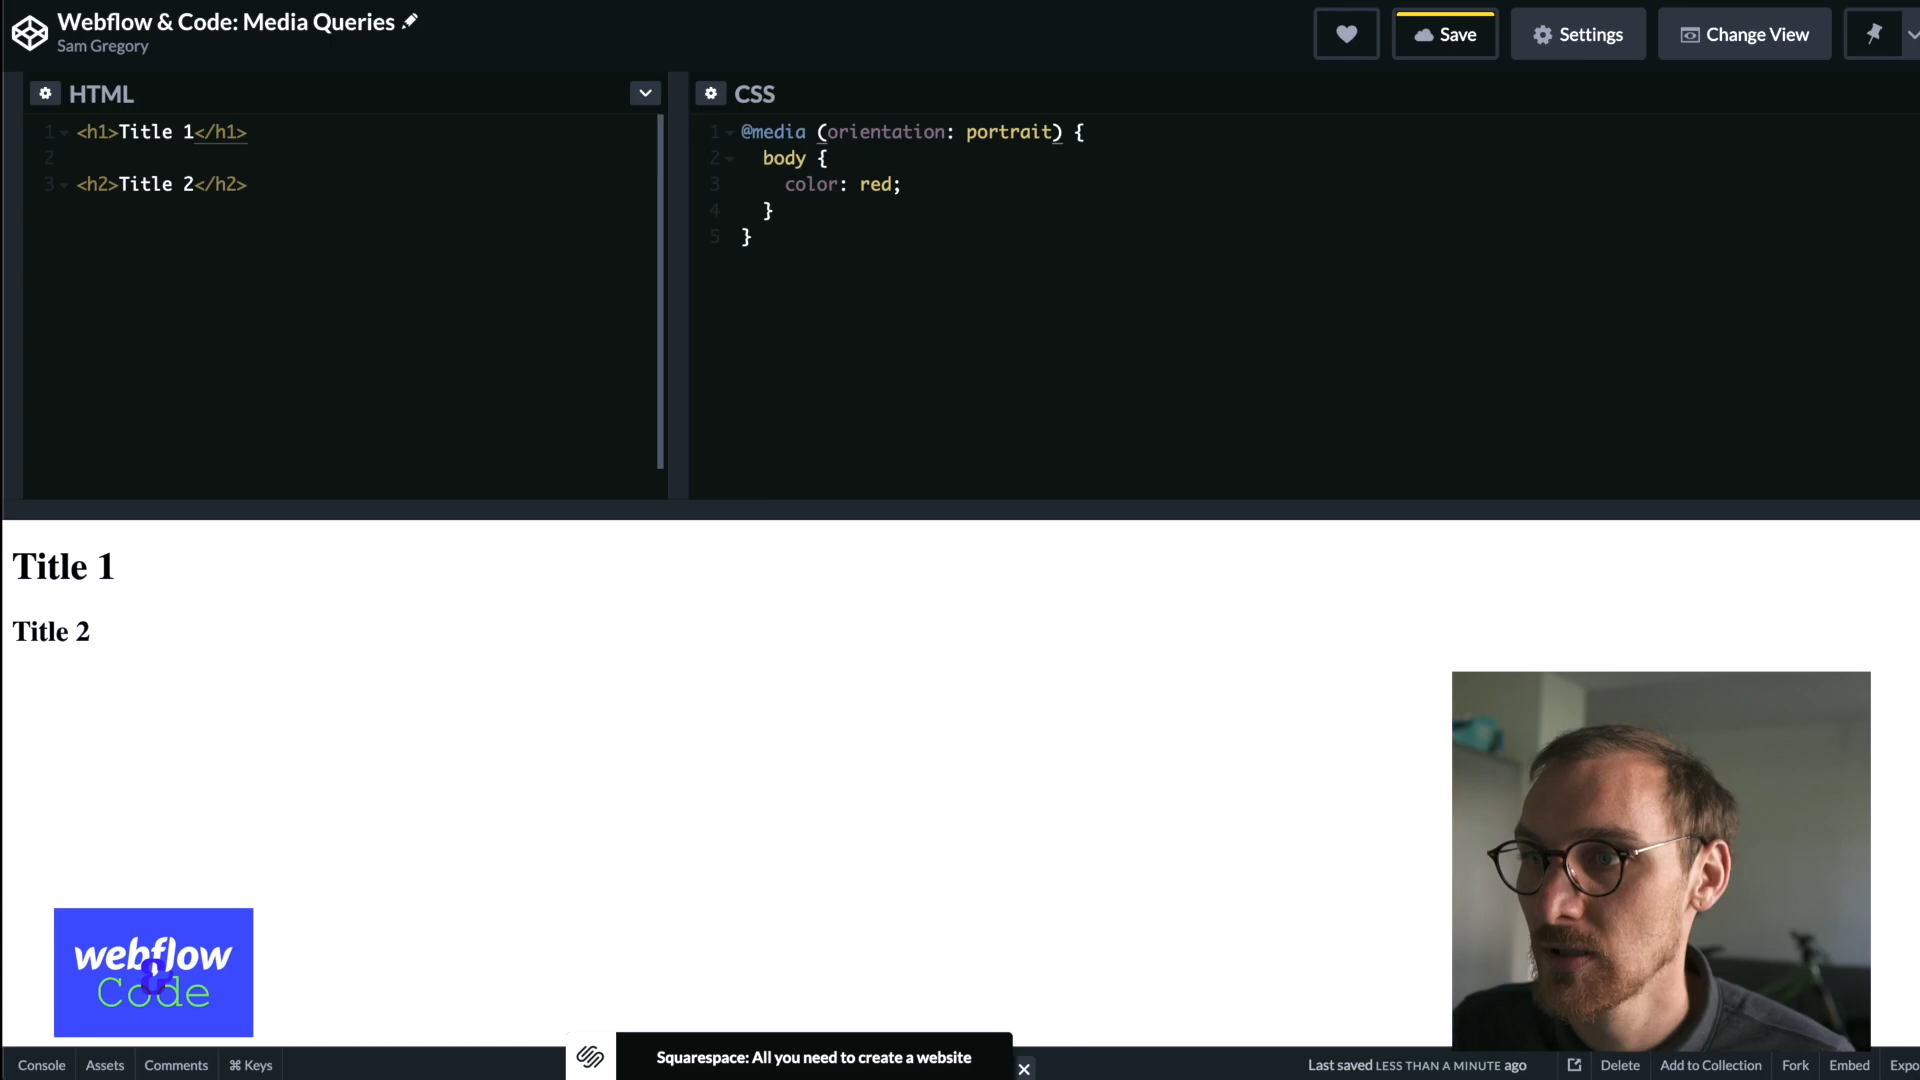 Webflow & Code: Media Queries
Sam Gregory
Save
Settings
Change View
HTML
1 <h1>Title 1</h1>
2
3 <h2>Title 2</h2>
CSS
1 @media (orientation: portrait) {
2 body {
3 color: red;
4 }
5 }
Title 1
Title 2
webflow
&
Code
Console
Assets
Comments
⌘ Keys
Squarespace: All you need to create a website
Last saved LESS THAN A MINUTE ago
Delete
Add to Collection
Fork
Embed
Expo